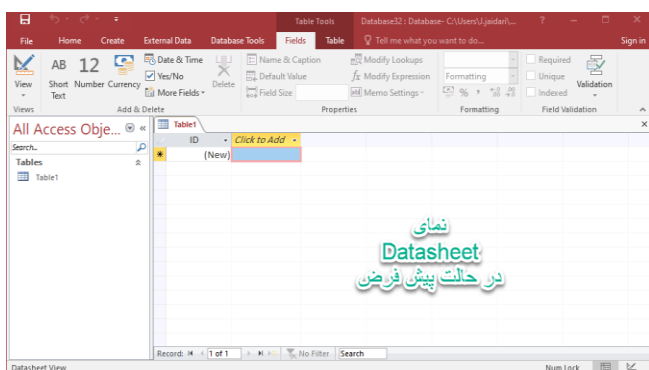 Table Tools
Database32 : Database- C:\Users\J.jaidari\...
File
Home
Create
External Data
Database Tools
Fields
Table
Tell me what you want to do...
Sign in
View
AB
Short Text
12
Number
Currency
Date & Time
Yes/No
More Fields
Delete
Name & Caption
Default Value
Field Size
Modify Lookups
Modify Expression
Memo Settings
Formatting
Required
Unique
Indexed
Validation
Views
Add & Delete
Properties
Formatting
Field Validation
All Access Obje...
Search...
Tables
Table1
Table1
ID
Click to Add
(New)
نمای
Datasheet
در حالت پیش فرض
Record:
1 of 1
No Filter
Search
Datasheet View
Num Lock